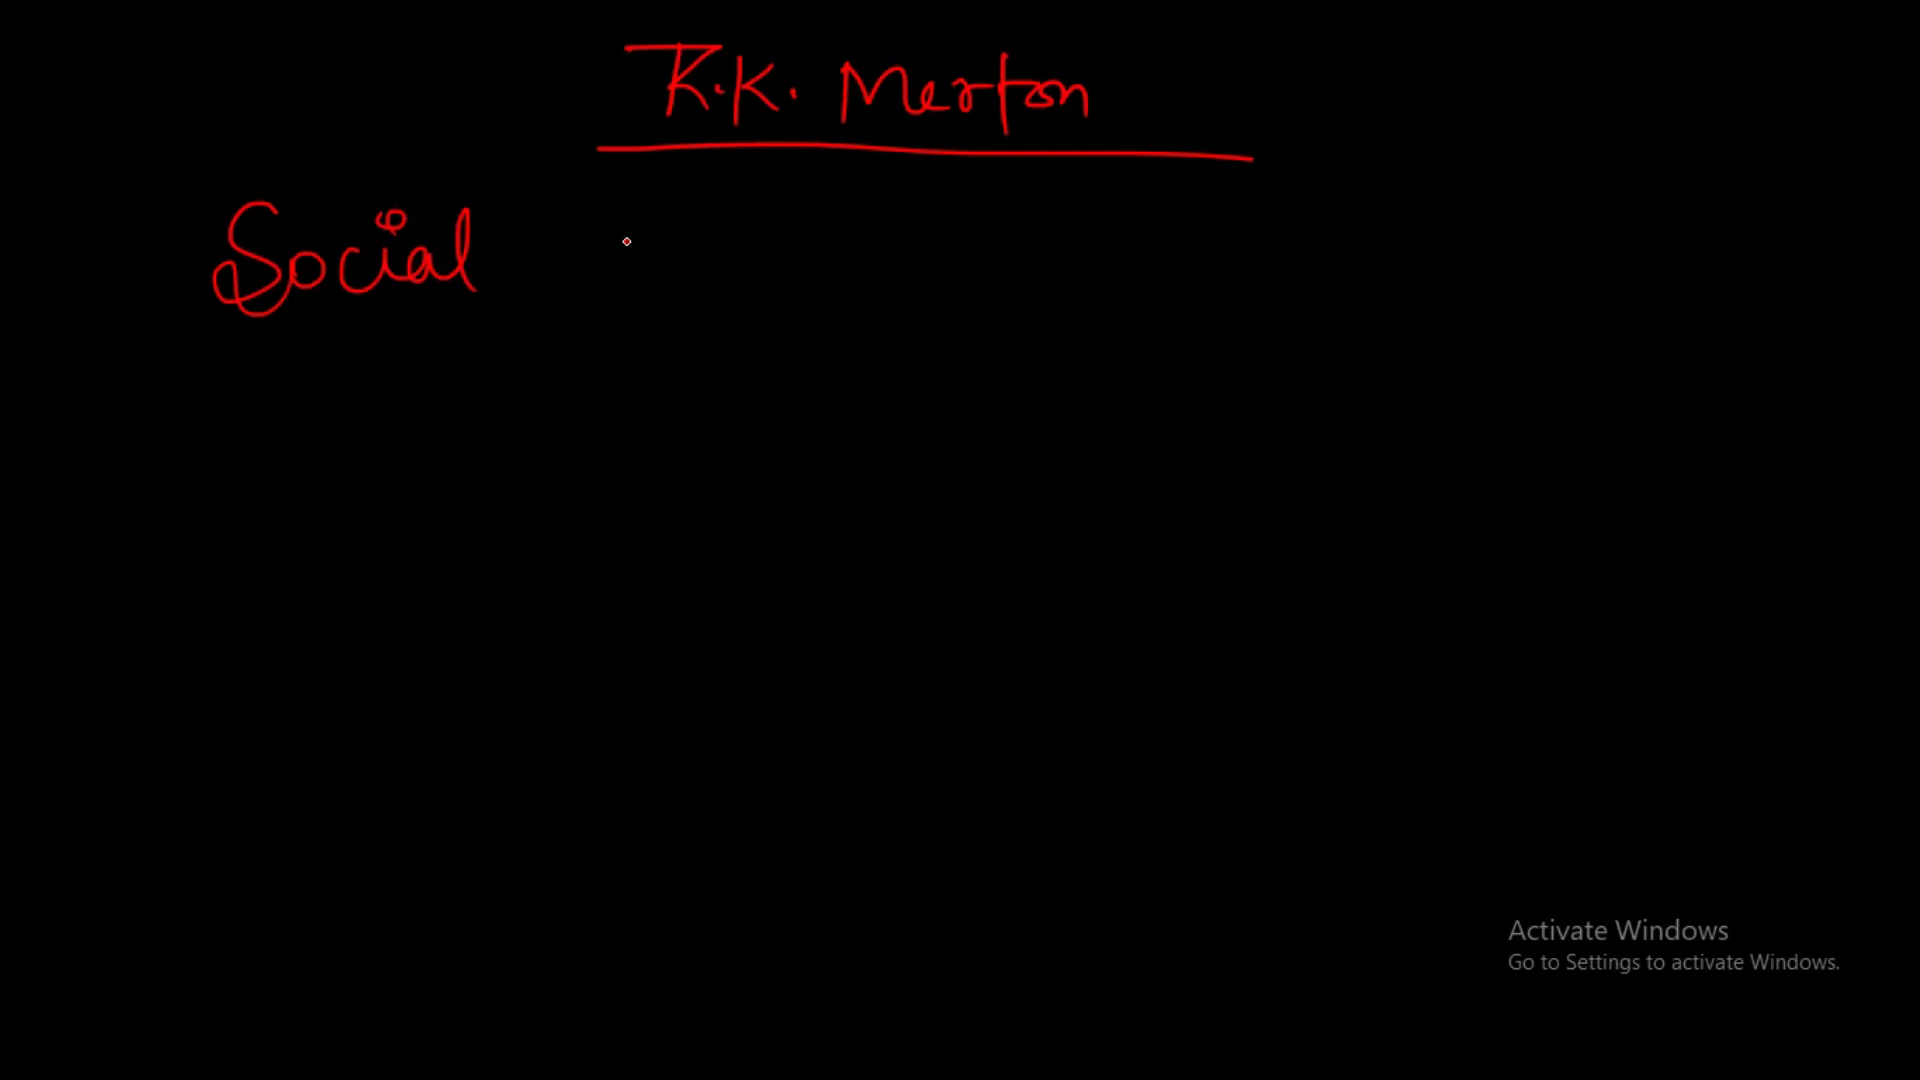 R.K. Merton
Social
Activate Windows
Go to Settings to activate Windows.